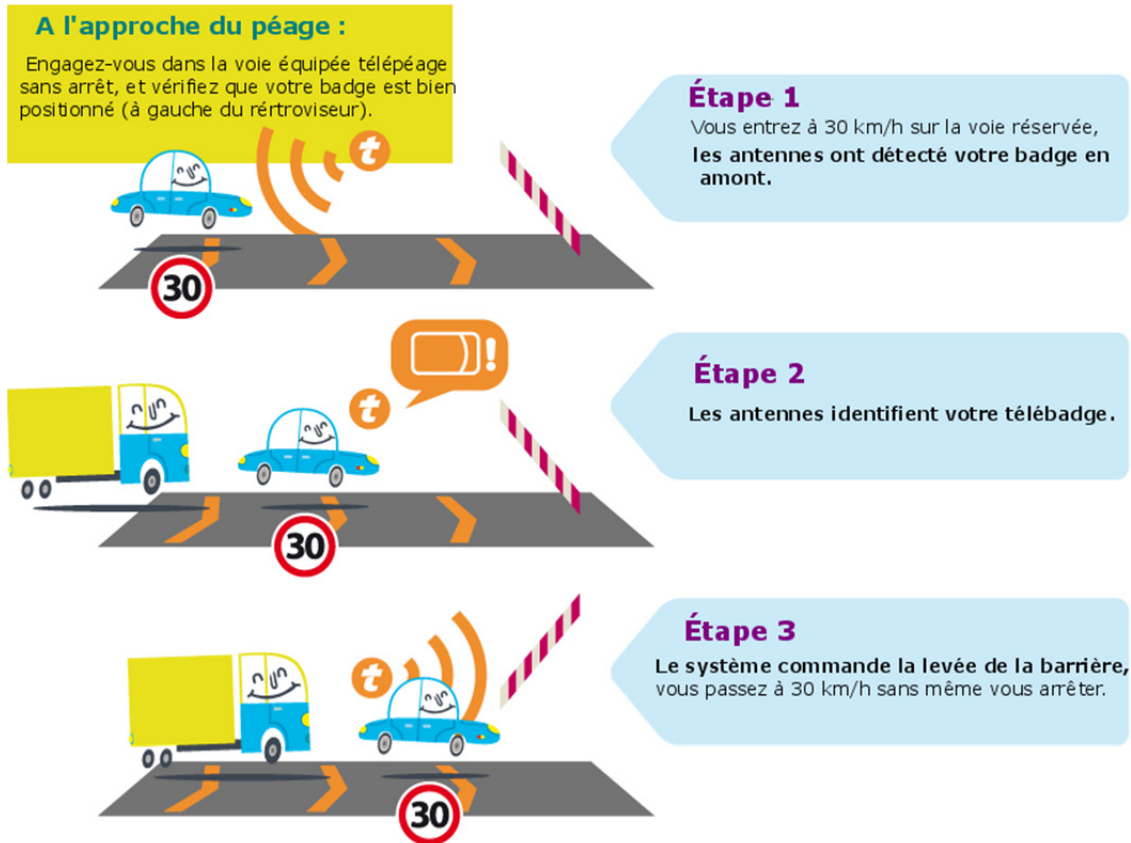 A l'approche du péage :
Engagez-vous dans la voie équipée télépéage
sans arrêt, et vérifiez que votre badge est bien
positionné (à gauche du rértroviseur).
t
30
Étape 1
Vous entrez à 30 km/h sur la voie réservée,
les antennes ont détecté votre badge en
amont.
t
!
30
Étape 2
Les antennes identifient votre télébadge.
t
30
Étape 3
Le système commande la levée de la barrière,
vous passez à 30 km/h sans même vous arrêter.